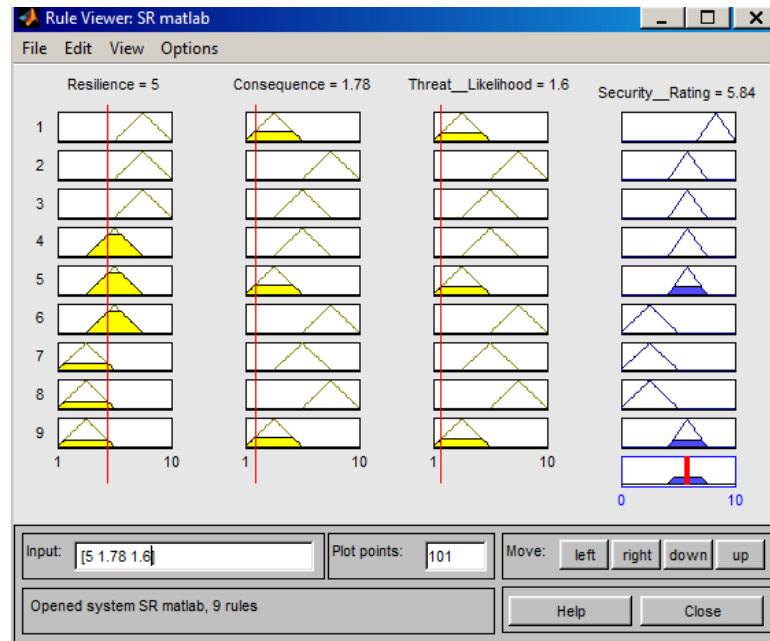 Rule Viewer: SR matlab
File Edit View Options
Resilience = 5 Consequence = 1.78 Threat__Likelihood = 1.6 Security__Rating = 5.84
1
2
3
4
5
6
7
8
9
1 10 1 10 1 10
0 10
Input: [5 1.78 1.6] Plot points: 101 Move: left right down up
Opened system SR matlab, 9 rules Help Close